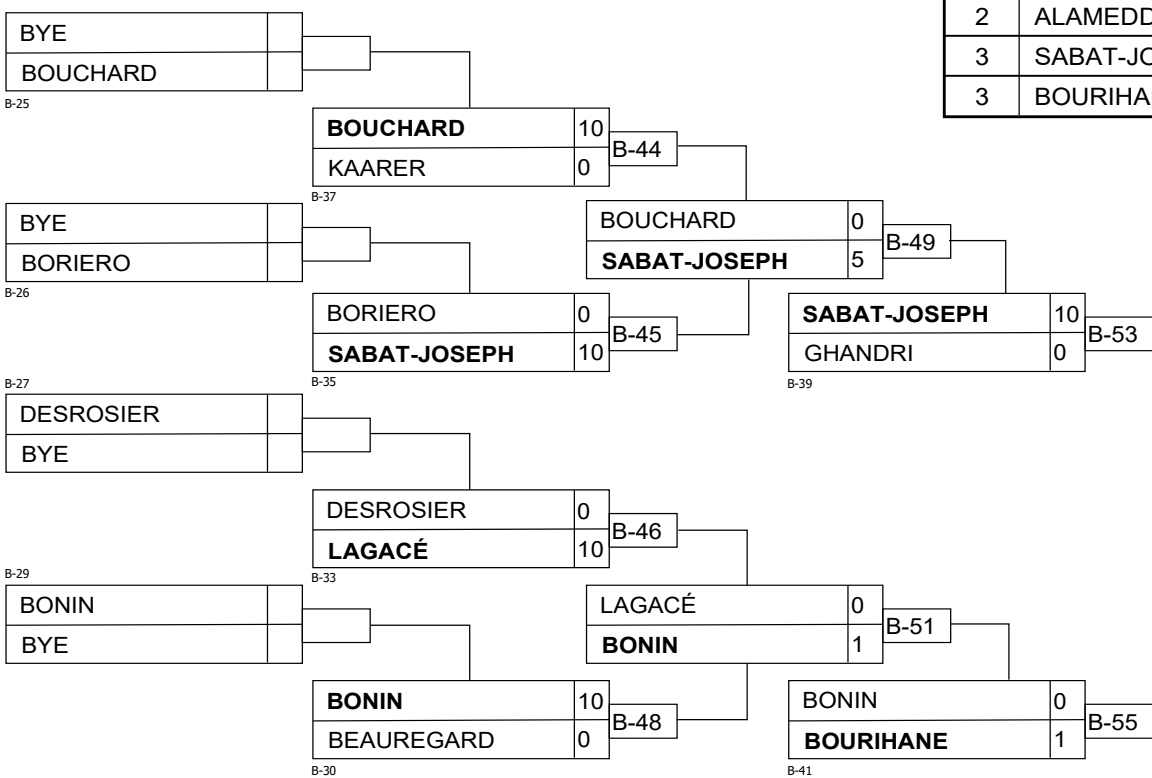 2 ALAMEDD
3 SABAT-JO
3 BOURIHA
BYE
BOUCHARD
B-25
BOUCHARD 10
KAARER 0
B-44
B-37
BYE
BORIERO
B-26
BOUCHARD 0
SABAT-JOSEPH 5
B-49
BORIERO 0
SABAT-JOSEPH 10
B-45
B-35
SABAT-JOSEPH 10
GHANDRI 0
B-53
B-39
B-27
DESROSIER
BYE
DESROSIER 0
LAGACÉ 10
B-46
B-33
B-29
BONIN
BYE
LAGACÉ 0
BONIN 1
B-51
BONIN 10
BEAUREGARD 0
B-48
B-30
BONIN 0
BOURIHANE 1
B-55
B-41